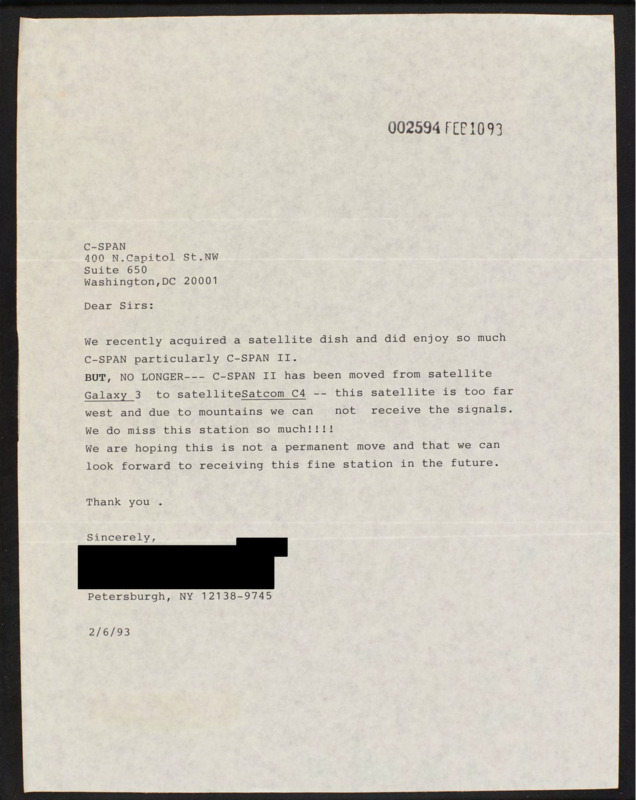 002594 FEB1093
C-SPAN
400 N.Capitol St.NW
Suite 650
Washington,DC 20001
Dear Sirs:
We recently acquired a satellite dish and did enjoy so much
C-SPAN particularly C-SPAN II.
BUT, NO LONGER--- C-SPAN II has been moved from satellite
Galaxy 3 to satelliteSatcom C4 -- this satellite is too far
west and due to mountains we can not receive the signals.
We do miss this station so much!!!!
We are hoping this is not a permanent move and that we can
look forward to receiving this fine station in the future.
Thank you .
Sincerely,
Petersburgh, NY 12138-9745
2/6/93